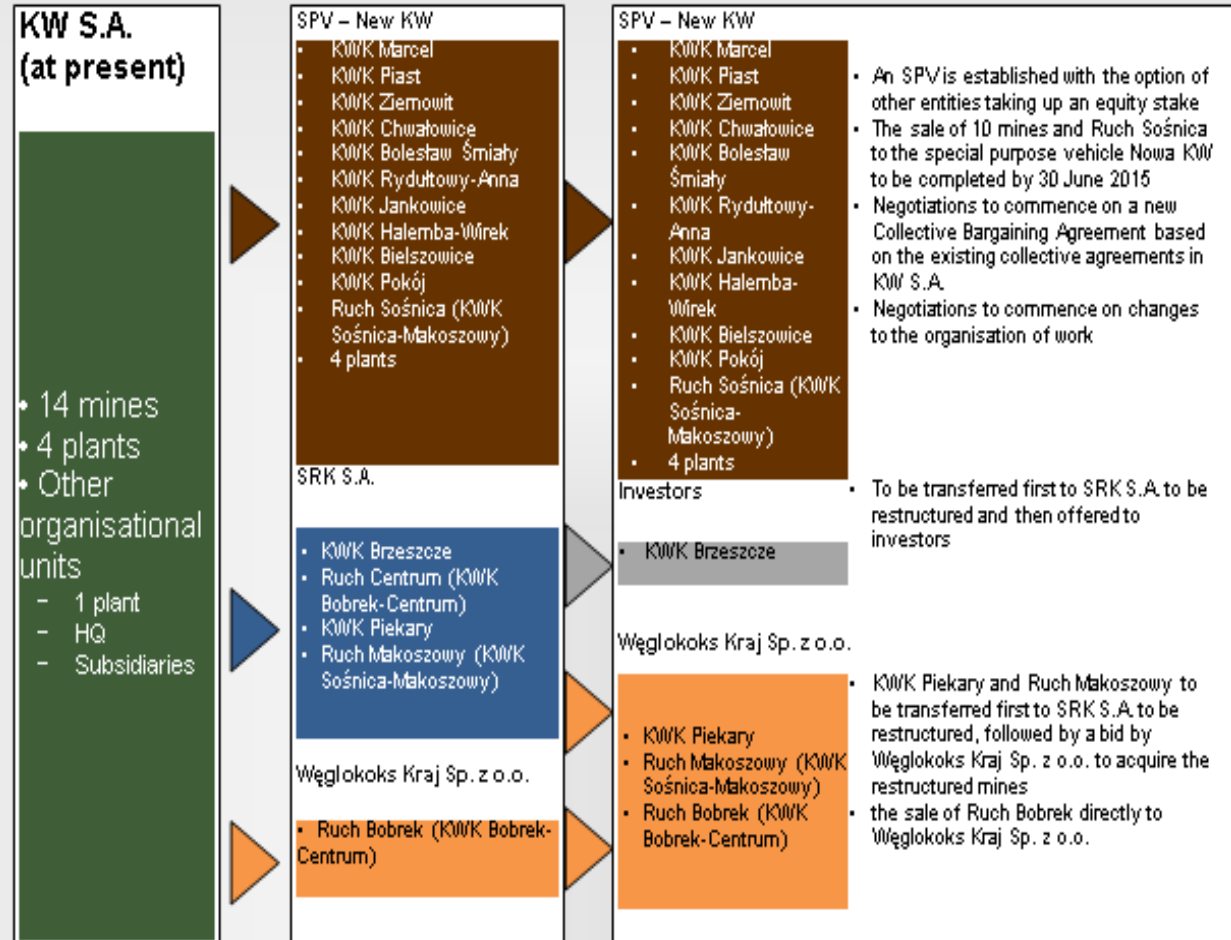 KW S.A.
(at present)
• 14 mines
• 4 plants
• Other
organisational
units
– 1 plant
– HQ
– Subsidiaries
SPV – New KW
• KWK Marcel
• KWK Piast
• KWK Ziemowit
• KWK Chwałowice
• KWK Bolesław Śmiały
• KWK Rydułtowy-Anna
• KWK Jankowice
• KWK Halemba-Wirek
• KWK Bielszowice
• KWK Pokój
• Ruch Sośnica (KWK
Sośnica-Makoszowy)
• 4 plants
SRK S.A.
• KWK Brzeszcze
• Ruch Centrum (KWK
Bobrek-Centrum)
• KWK Piekary
• Ruch Makoszowy (KWK
Sośnica-Makoszowy)
Węglokoks Kraj Sp. z o.o.
• Ruch Bobrek (KWK Bobrek-
Centrum)
SPV – New KW
• KWK Marcel
• KWK Piast
• KWK Ziemowit
• KWK Chwałowice
• KWK Bolesław
Śmiały
• KWK Rydułtowy-
Anna
• KWK Jankowice
• KWK Halemba-
Wirek
• KWK Bielszowice
• KWK Pokój
• Ruch Sośnica (KWK
Sośnica-
Makoszowy)
• 4 plants
Investors
• KWK Brzeszcze
Węglokoks Kraj Sp. z o.o.
• KWK Piekary
• Ruch Makoszowy (KWK
Sośnica-Makoszowy)
• Ruch Bobrek (KWK
Bobrek-Centrum)
• An SPV is established with the option of
other entities taking up an equity stake
• The sale of 10 mines and Ruch Sośnica
to the special purpose vehicle Nowa KW
to be completed by 30 June 2015
• Negotiations to commence on a new
Collective Bargaining Agreement based
on the existing collective agreements in
KW S.A.
• Negotiations to commence on changes
to the organisation of work
• To be transferred first to SRK S.A. to be
restructured and then offered to
investors
• KWK Piekary and Ruch Makoszowy to
be transferred first to SRK S.A. to be
restructured, followed by a bid by
Węglokoks Kraj Sp. z o.o. to acquire the
restructured mines
• the sale of Ruch Bobrek directly to
Węglokoks Kraj Sp. z o.o.